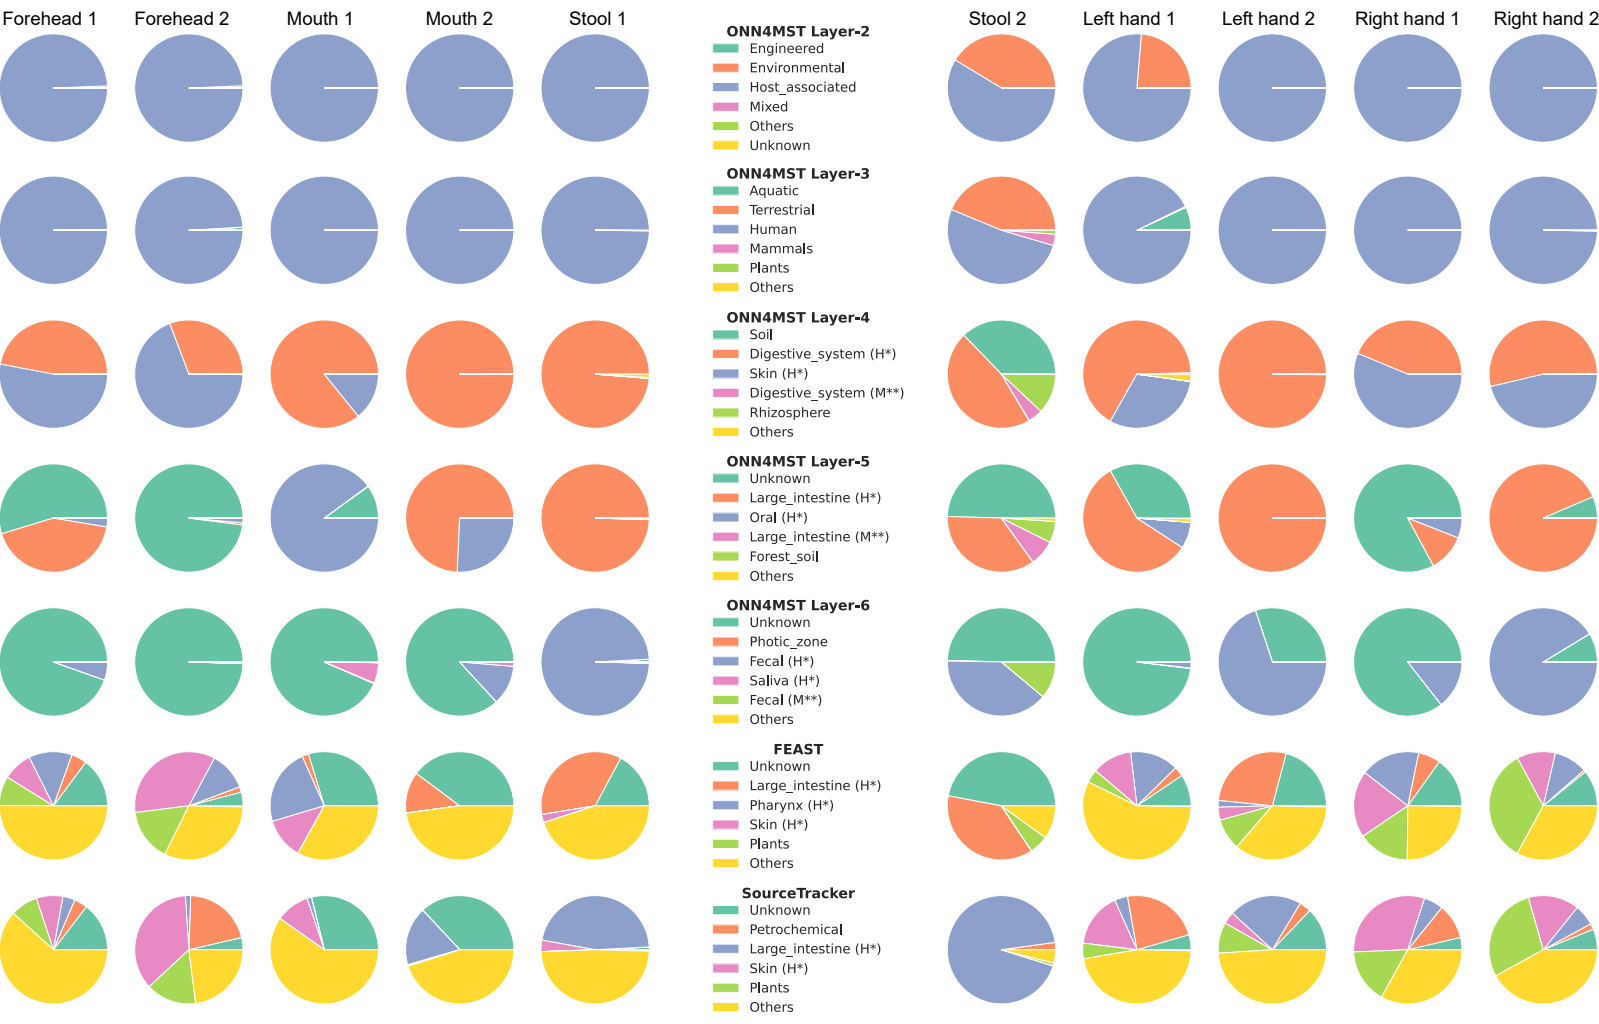 Forehead 1
Forehead 2
Mouth 1
Mouth 2
Stool 1
Stool 2
Left hand 1
Left hand 2
Right hand 1
Right hand 2
ONN4MST Layer-2
Engineered
Environmental
Host_associated
Mixed
Others
Unknown
ONN4MST Layer-3
Aquatic
Terrestrial
Human
Mammals
Plants
Others
ONN4MST Layer-4
Soil
Digestive_system (H*)
Skin (H*)
Digestive_system (M**)
Rhizosphere
Others
ONN4MST Layer-5
Unknown
Large_intestine (H*)
Oral (H*)
Large_intestine (M**)
Forest_soil
Others
ONN4MST Layer-6
Unknown
Photic_zone
Fecal (H*)
Saliva (H*)
Fecal (M**)
Others
FEAST
Unknown
Large_intestine (H*)
Pharynx (H*)
Skin (H*)
Plants
Others
SourceTracker
Unknown
Petrochemical
Large_intestine (H*)
Skin (H*)
Plants
Others